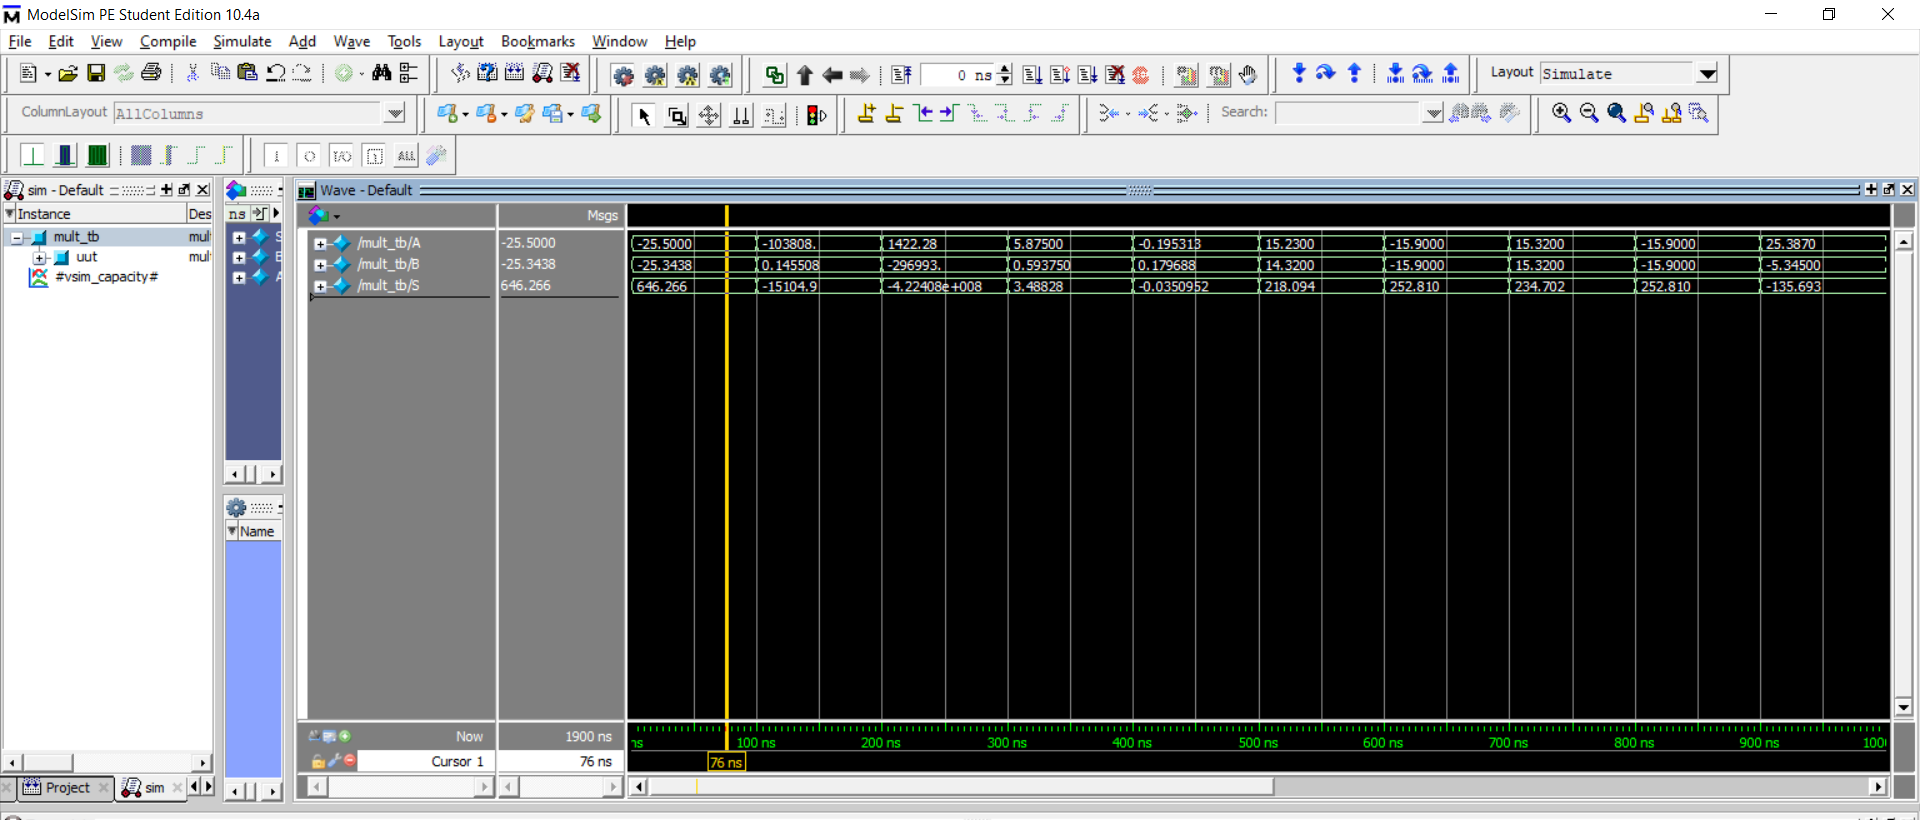 ModelSim PE Student Edition 10.4a
File Edit View Compile Simulate Add Wave Tools Layout Bookmarks Window Help
0 ns
Layout Simulate
ColumnLayout AllColumns
Search:
sim - Default
Wave - Default
Instance Des
ns
Msgs
mult_tb mul
uut mul
#vsim_capacity#
/mult_tb/A -25.5000 -25.5000 -103808. 1422.28 5.87500 -0.195313 15.2300 -15.9000 15.3200 -15.9000 25.3870
/mult_tb/B -25.3438 -25.3438 0.145508 -296993. 0.593750 0.179688 14.3200 -15.9000 15.3200 -15.9000 -5.34500
/mult_tb/S 646.266 646.266 -15104.9 -4.22408e+008 3.48828 -0.0350952 218.094 252.810 234.702 252.810 -135.693
Name
Now 1900 ns
100 ns 200 ns 300 ns 400 ns 500 ns 600 ns 700 ns 800 ns 900 ns 100
Cursor 1 76 ns
76 ns
Project sim